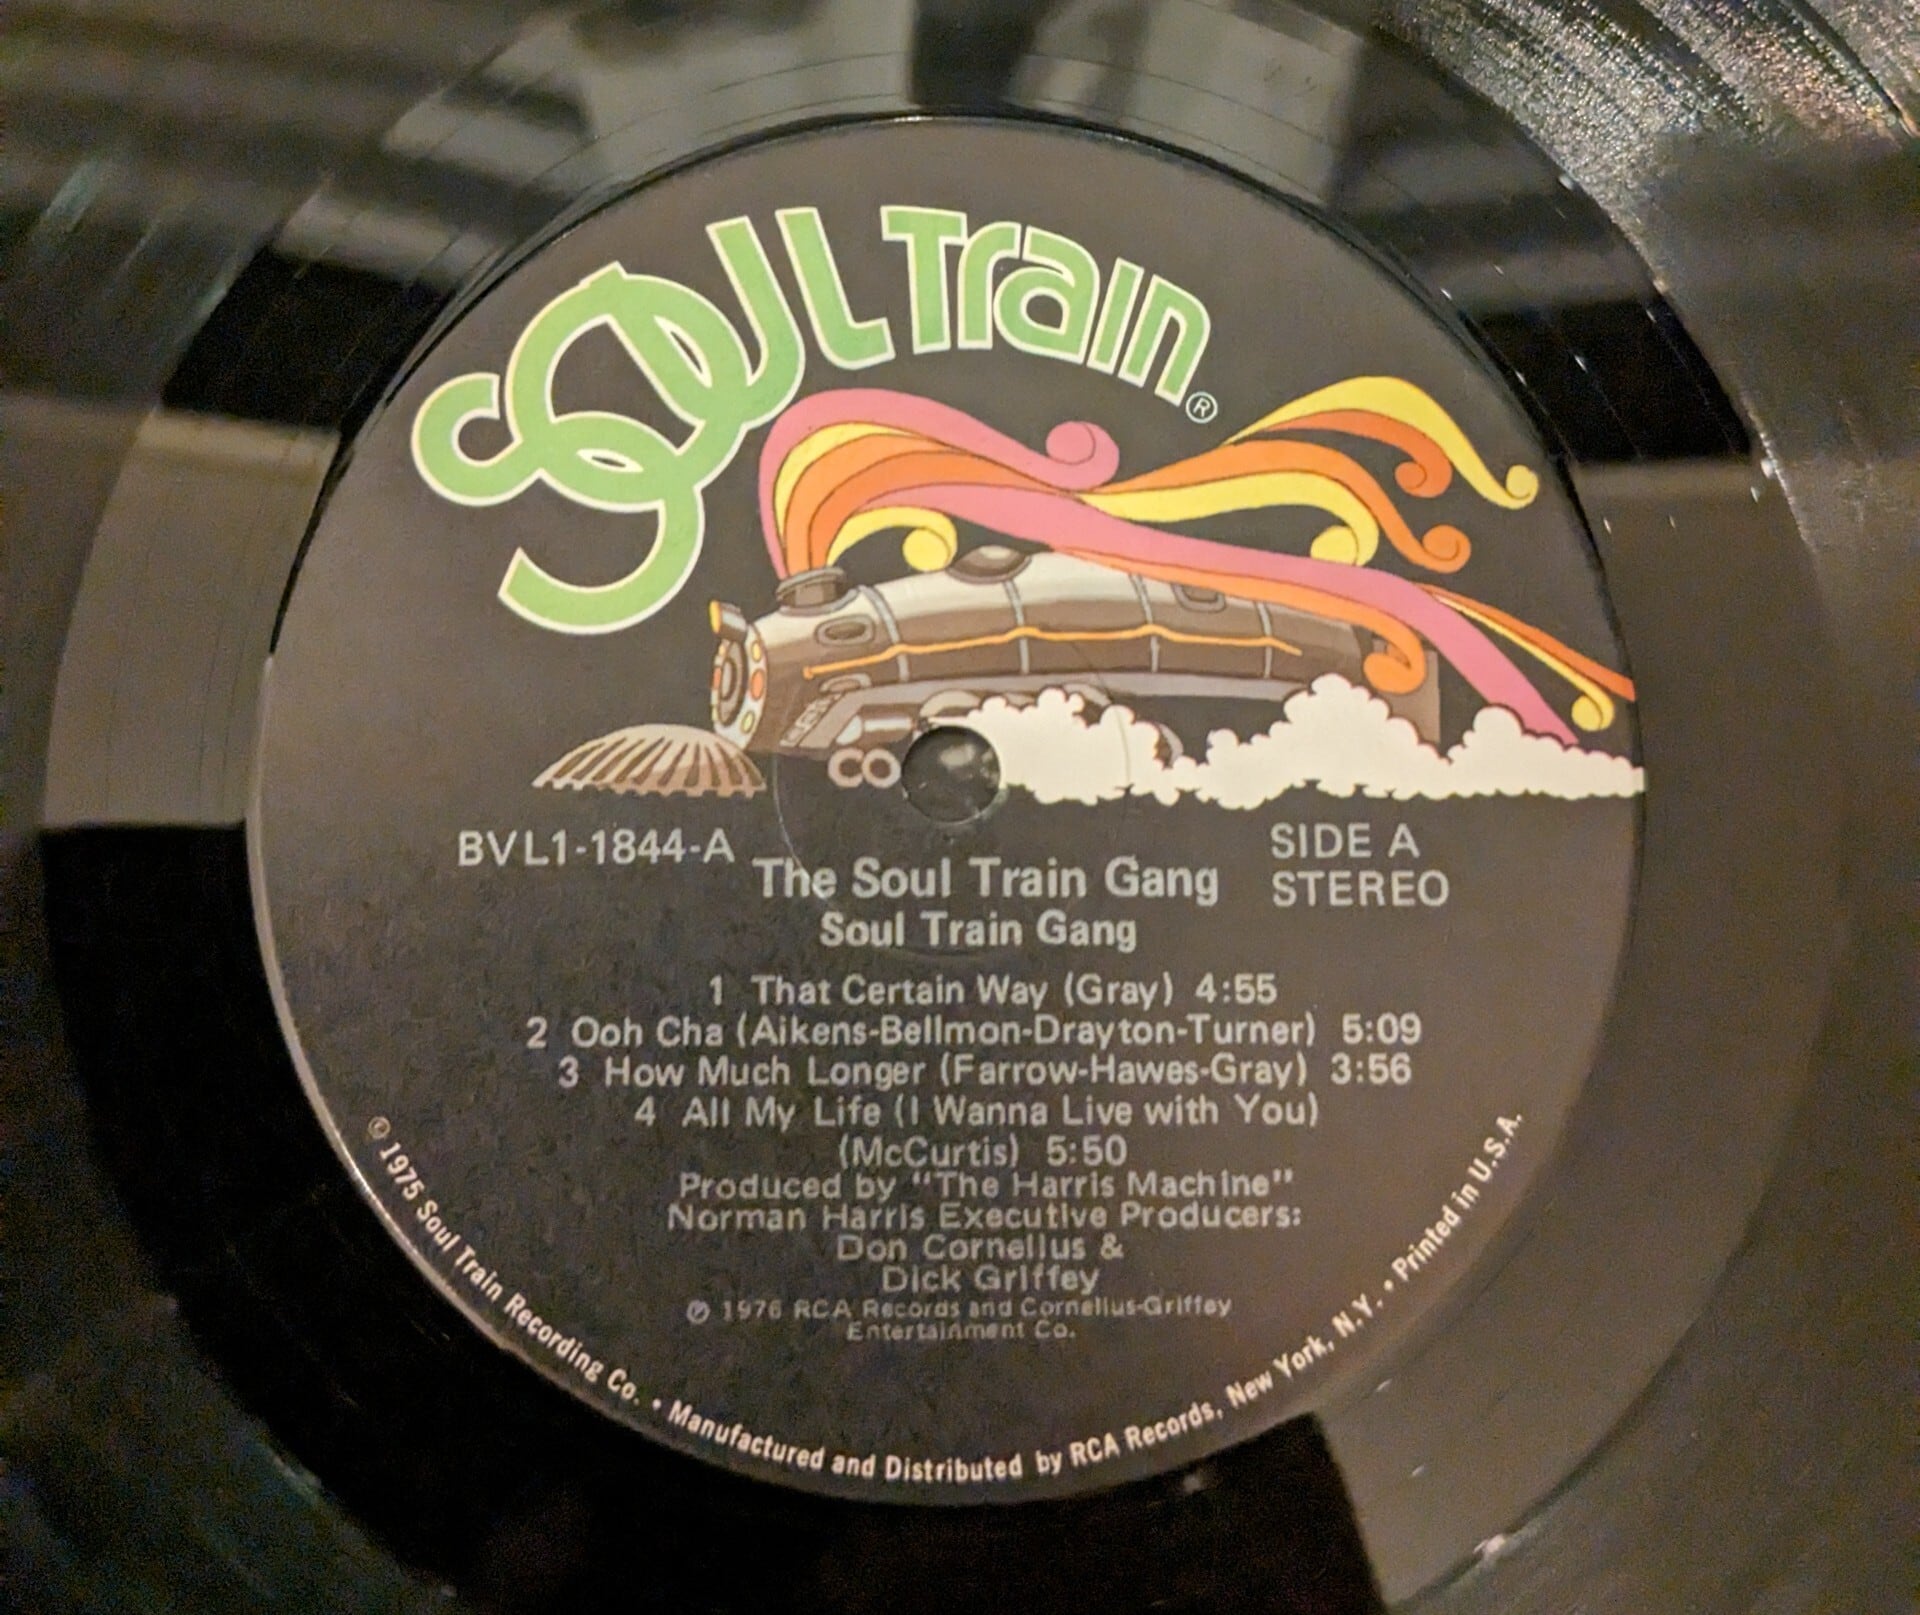 SOUL Train®
BVL1-1844-A
SIDE A
STEREO
The Soul Train Gang
Soul Train Gang
1 That Certain Way (Gray) 4:55
2 Ooh Cha (Aikens-Bellmon-Drayton-Turner) 5:09
3 How Much Longer (Farrow-Hawes-Gray) 3:56
4 All My Life (I Wanna Live with You)
(McCurtis) 5:50
Produced by "The Harris Machine"
Norman Harris Executive Producers:
Don Cornelius &
Dick Griffey
℗ 1976 RCA Records and Cornelius-Griffey
Entertainment Co.
© 1975 Soul Train Recording Co. • Manufactured and Distributed by RCA Records, New York, N.Y. • Printed in U.S.A.